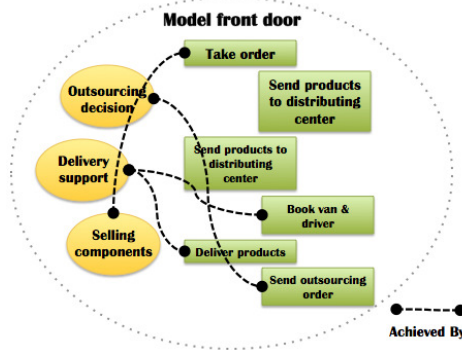 Model front door
Take order
Outsourcing
decision
Send products
to distributing
center
Send products to
distributing
center
Delivery
support
Book van &
driver
Selling
components
Deliver products
Send outsourcing
order
Achieved By